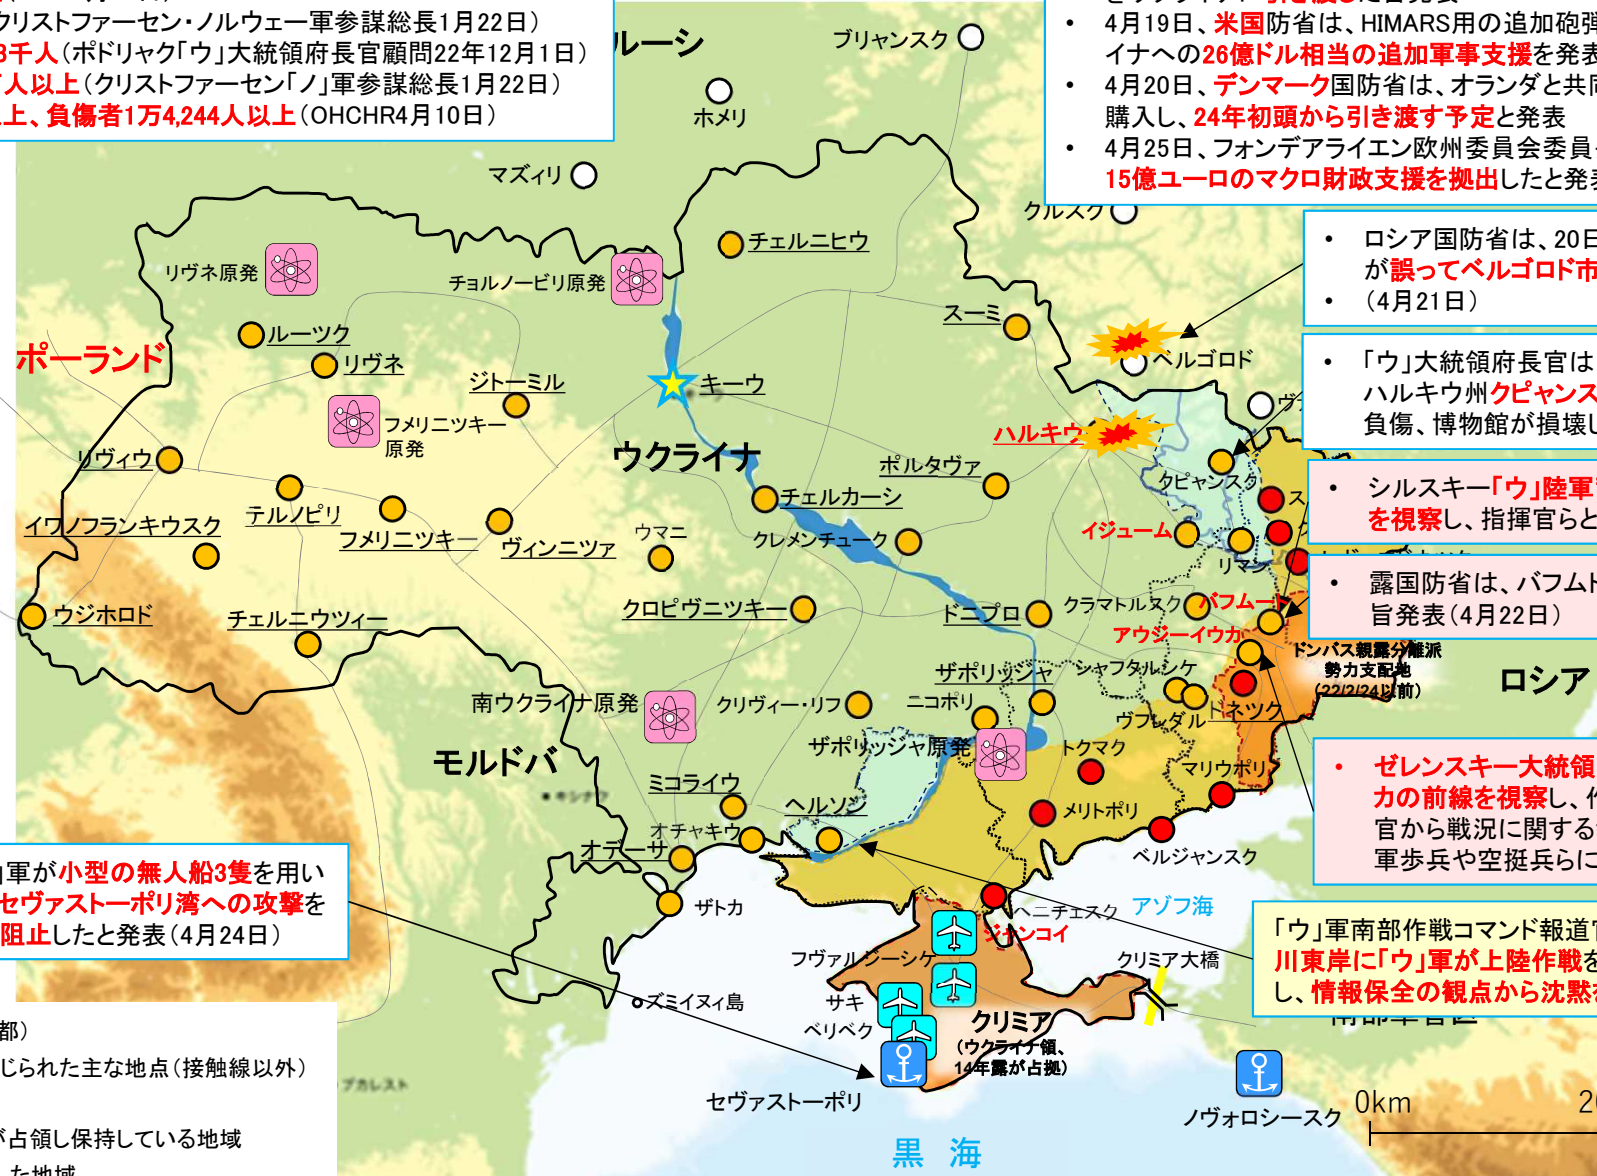 クリストファーセン・ノルウェー軍参謀総長1月22日）
3千人（ポドリャク「ウ」大統領府長官顧問22年12月1日）
人以上（クリストファーセン「ノ」軍参謀総長1月22日）
上、負傷者1万4,244人以上（OHCHR4月10日）
• 4月19日、米国防省は、HIMARS用の追加砲弾
イナへの26億ドル相当の追加軍事支援を発表
• 4月20日、デンマーク国防省は、オランダと共同
購入し、24年初頭から引き渡す予定と発表
• 4月25日、フォンデアライエン欧州委員会委員
15億ユーロのマクロ財政支援を拠出したと発表
• ロシア国防省は、20日
が誤ってベルゴロド市
• （4月21日）
• 「ウ」大統領府長官は
ハルキウ州クピャンス
負傷、博物館が損壊し
• シルスキー「ウ」陸軍
を視察し、指揮官らと
• 露国防省は、バフムト
旨発表（4月22日）
• ゼレンスキー大統領
カの前線を視察し、作
官から戦況に関する
軍歩兵や空挺兵らに
「ウ」軍南部作戦コマンド報道官
川東岸に「ウ」軍が上陸作戦を
し、情報保全の観点から沈黙を
」軍が小型の無人船3隻を用い
セヴァストーポリ湾への攻撃を
阻止したと発表（4月24日）
ルーシ
ブリャンスク
ホメリ
マズィリ
クルスク
チェルニヒウ
リヴネ原発
チョルノービリ原発
スーミ
ルーツク
ポーランド
リヴネ
ジトーミル
キーウ
ベルゴロド
フメリニツキー
原発
ハルキウ
ウクライナ
リヴィウ
ポルタヴァ
クピャンスク
テルノピリ
チェルカーシ
イワノフランキウスク
フメリニツキー
ヴィンニツァ
ウマニ
クレメンチューク
イジューム
リマン
ウジホロド
チェルニウツィー
クロピヴニツキー
ドニプロ
クラマトルスク
バフムート
アウジーイウカ
ドンバス親露分離派
勢力支配地
（22/2/24以前）
ロシア
ザポリッジャ
シャフタルシケ
南ウクライナ原発
クリヴィー・リフ
ニコポリ
ヴフレダル
ドネツク
ザポリッジャ原発
トクマク
モルドバ
マリウポリ
キシナウ
ミコライウ
ヘルソン
メリトポリ
オチャキウ
オデーサ
ベルジャンスク
ザトカ
ヘニチェスク
アゾフ海
ジャンコイ
フヴァルジーシケ
クリミア大橋
ズミイヌィ島
サキ
ベリベク
クリミア
（ウクライナ領、
14年露が占拠）
南部軍管区
都）
じられた主な地点（接触線以外）
ブカレスト
セヴァストーポリ
ノヴォロシースク
0km
が占領し保持している地域
した地域
黒 海